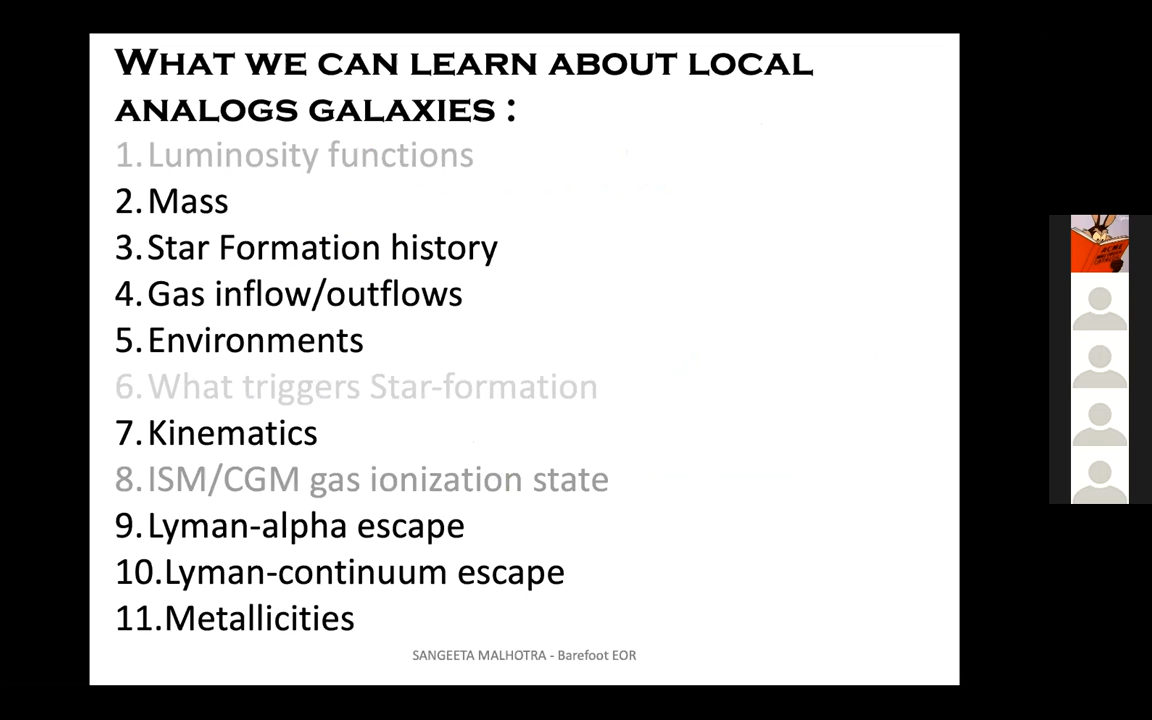 WHAT WE CAN LEARN ABOUT LOCAL
ANALOGS GALAXIES :
1. Luminosity functions
2. Mass
3. Star Formation history
4. Gas inflow/outflows
5. Environments
6. What triggers Star-formation
7. Kinematics
8. ISM/CGM gas ionization state
9. Lyman-alpha escape
10. Lyman-continuum escape
11. Metallicities
SANGEETA MALHOTRA - Barefoot EOR
ACME